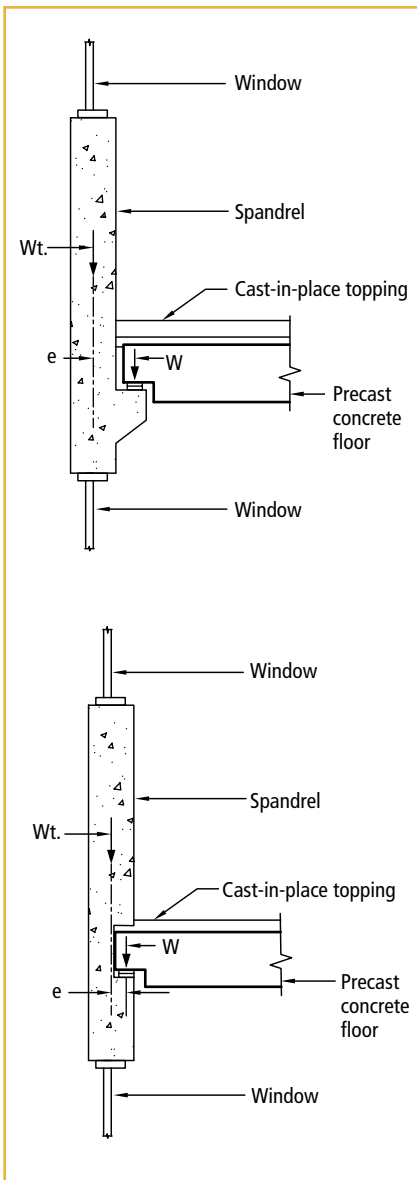 Window
Spandrel
Wt.
Cast-in-place topping
e
W
Precast
concrete
floor
Window
Window
Spandrel
Wt.
Cast-in-place topping
W
e
Precast
concrete
floor
Window